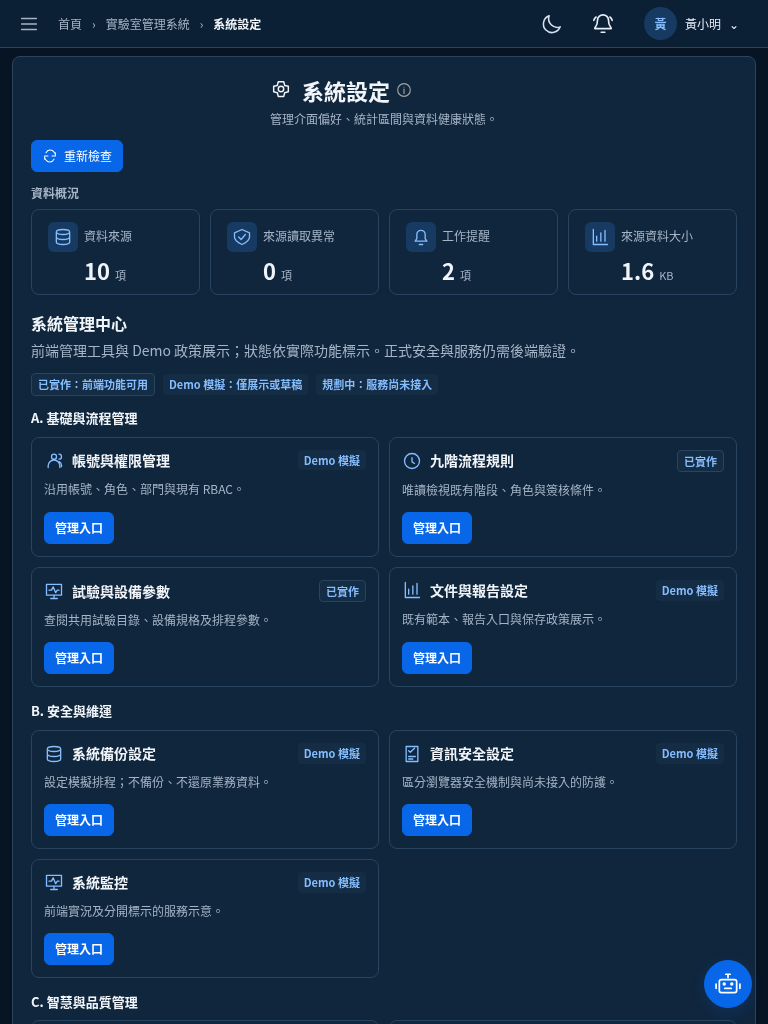 首頁 › 實驗室管理系統 › 系統設定
黃 黃小明
系統設定
管理介面偏好、統計區間與資料健康狀態。
重新檢查
資料概況
資料來源
10 項
來源讀取異常
0 項
工作提醒
2 項
來源資料大小
1.6 KB
系統管理中心
前端管理工具與 Demo 政策展示；狀態依實際功能標示。正式安全與服務仍需後端驗證。
已實作：前端功能可用 Demo 模擬：僅展示或草稿 規劃中：服務尚未接入
A. 基礎與流程管理
帳號與權限管理 Demo 模擬
沿用帳號、角色、部門與現有 RBAC。
管理入口
九階流程規則 已實作
唯讀檢視既有階段、角色與簽核條件。
管理入口
試驗與設備參數 已實作
查閱共用試驗目錄、設備規格及排程參數。
管理入口
文件與報告設定 Demo 模擬
既有範本、報告入口與保存政策展示。
管理入口
B. 安全與維運
系統備份設定 Demo 模擬
設定模擬排程；不備份、不還原業務資料。
管理入口
資訊安全設定 Demo 模擬
區分瀏覽器安全機制與尚未接入的防護。
管理入口
系統監控 Demo 模擬
前端實況及分開標示的服務示意。
管理入口
C. 智慧與品質管理